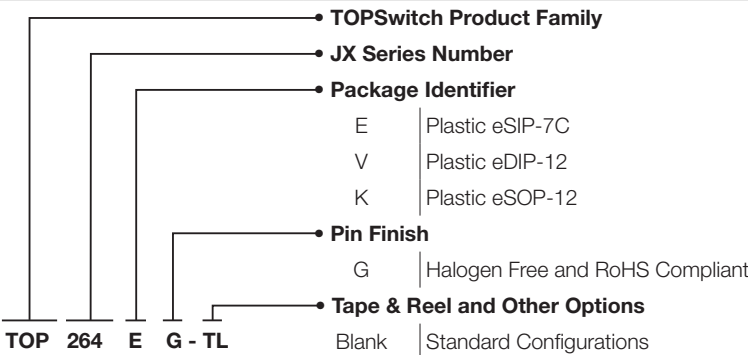 TOPSwitch Product Family
JX Series Number
Package Identifier
E Plastic eSIP-7C
V Plastic eDIP-12
K Plastic eSOP-12
Pin Finish
G Halogen Free and RoHS Compliant
Tape & Reel and Other Options
TOP 264 E G - TL Blank Standard Configurations